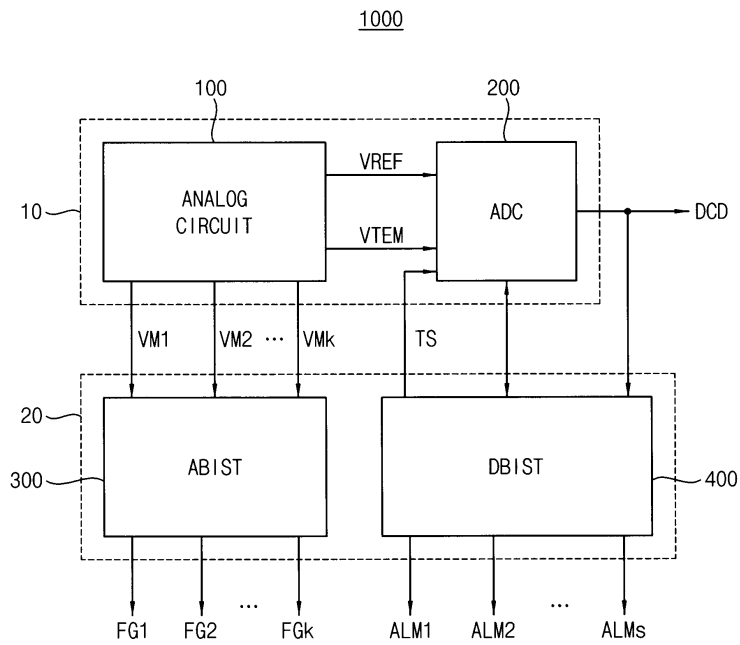 1000
100
200
10
ANALOG
CIRCUIT
VREF
VTEM
ADC
DCD
VM1
VM2
...
VMk
TS
20
300
ABIST
DBIST
400
FG1
FG2
...
FGk
ALM1
ALM2
...
ALMs